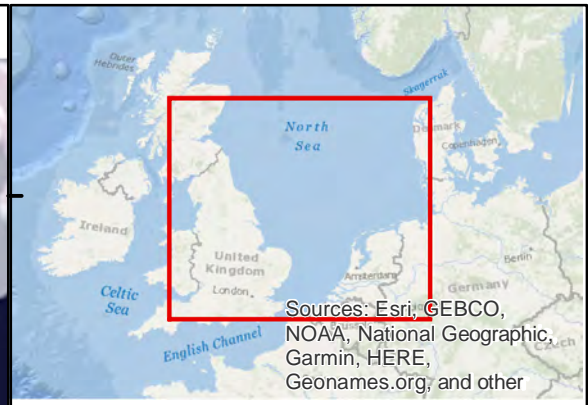 Outer
Hebrides
Skagerrak
North
Sea
Denmark
Copenhagen
Ireland
United
Kingdom
Amsterdam
Berlin
London
Germany
Celtic
Sea
English Channel
Sources: Esri, GEBCO,
NOAA, National Geographic,
Garmin, HERE,
Geonames.org, and other
Czech